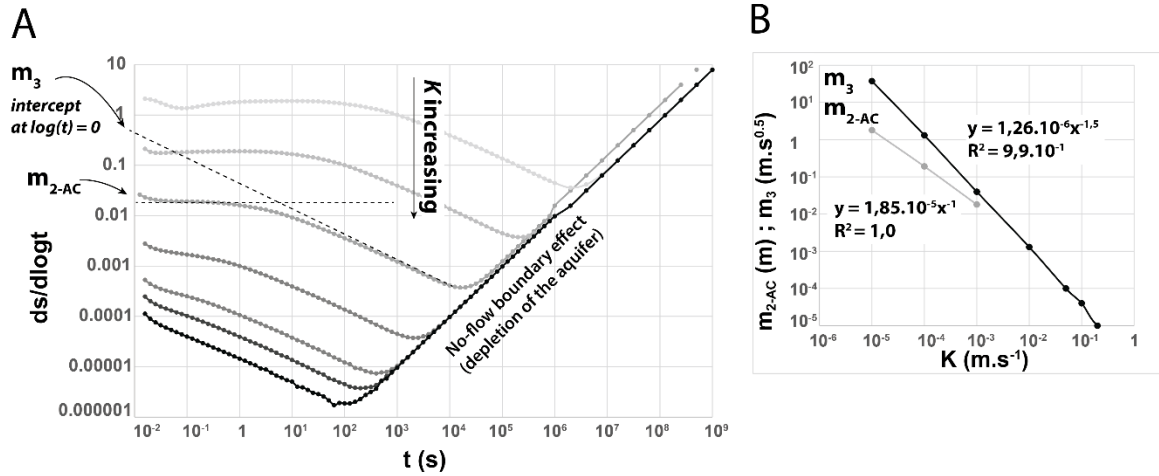 A
m3
intercept
at log(t) = 0
m2-AC
ds/dlogt
10
1
0.1
0.01
0.001
0.0001
0.00001
0.000001
K increasing
No-flow boundary effect
(depletion of the aquifer)
10-2 10-1 1 10¹ 10² 10³ 10⁴ 10⁵ 10⁶ 10⁷ 10⁸ 10⁹
t (s)
B
m2-AC (m) ; m3 (m.s0.5)
10²
10¹
1
10-1
10-2
10-3
10-4
10-5
m3
m2-AC
y = 1,26.10-6x-1,5
R² = 9,9.10-1
y = 1,85.10-5x-1
R² = 1,0
10-6 10-5 10-4 10-3 10-2 10-1 1
K (m.s-1)